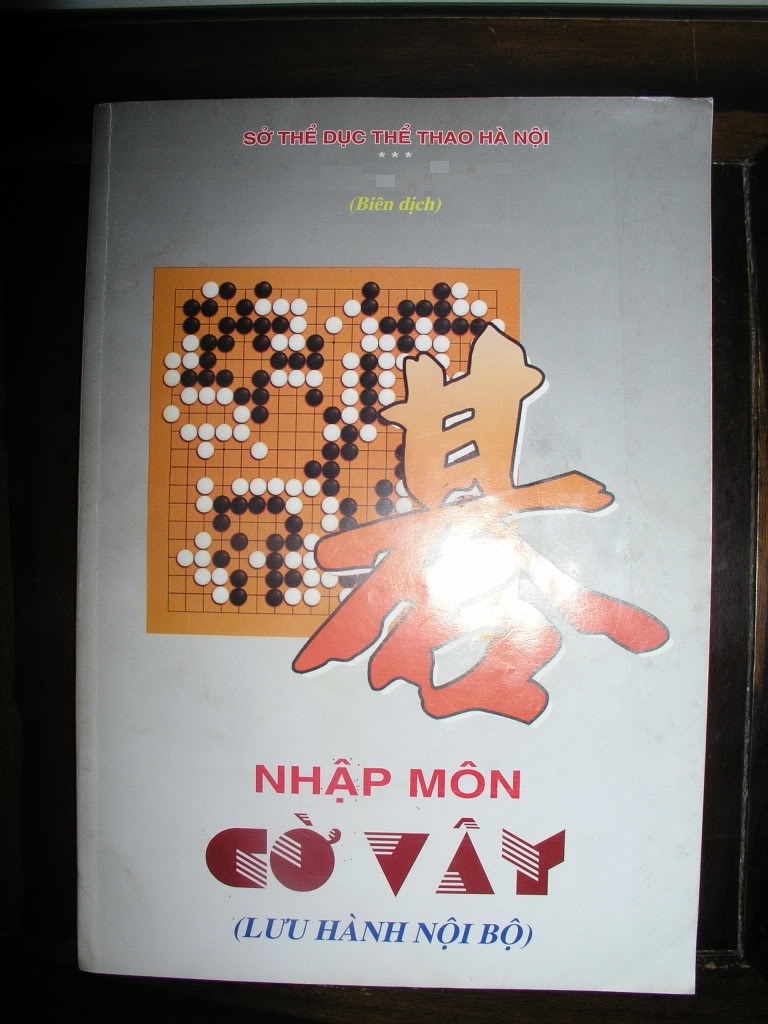 SỞ THỂ DỤC THỂ THAO HÀ NỘI
***
(Biên dịch)
碁
NHẬP MÔN
CỜ VÂY
(LƯU HÀNH NỘI BỘ)